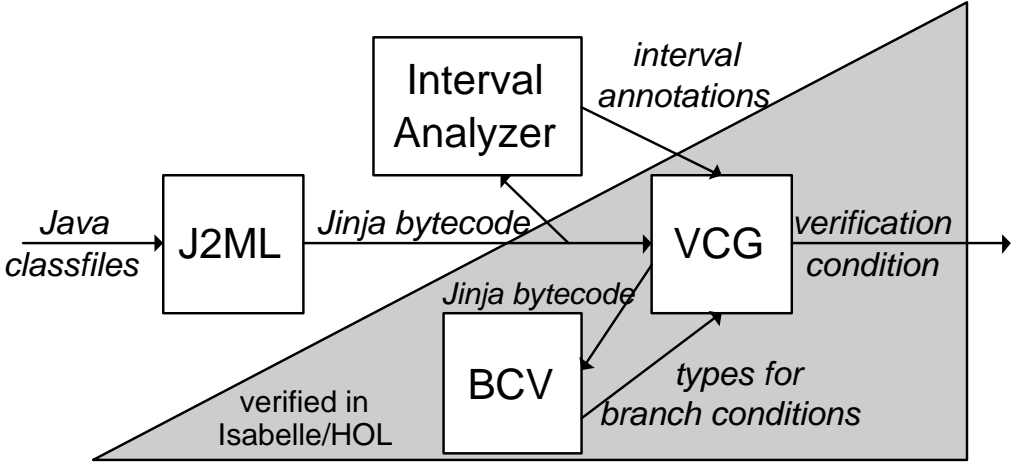 Interval
Analyzer
interval
annotations
Java
classfiles
J2ML
Jinja bytecode
VCG
verification
condition
Jinja bytecode
BCV
types for
branch conditions
verified in
Isabelle/HOL